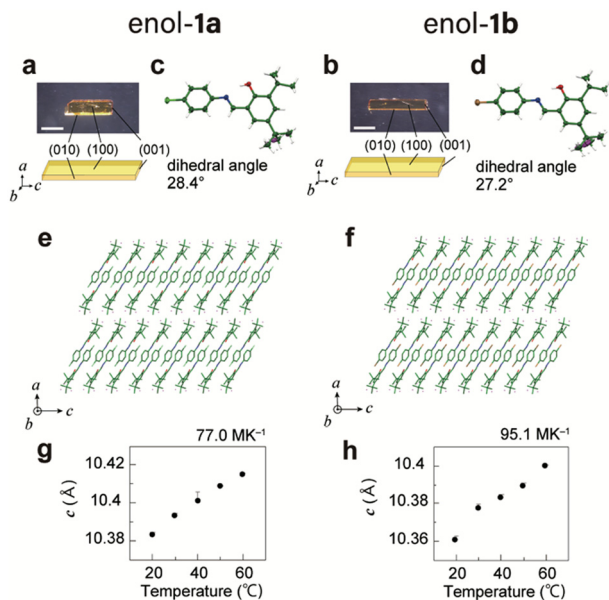 enol-1a
enol-1b
a
c
b
d
(010) (100) (001)
(010) (100) (001)
dihedral angle
28.4°
dihedral angle
27.2°
a
b
c
a
b
c
e
f
a
b
c
a
b
c
77.0 MK⁻¹
95.1 MK⁻¹
g
h
c (Å)
10.42
10.4
10.38
20 40 60
Temperature (℃)
c (Å)
10.4
10.38
10.36
20 40 60
Temperature (℃)